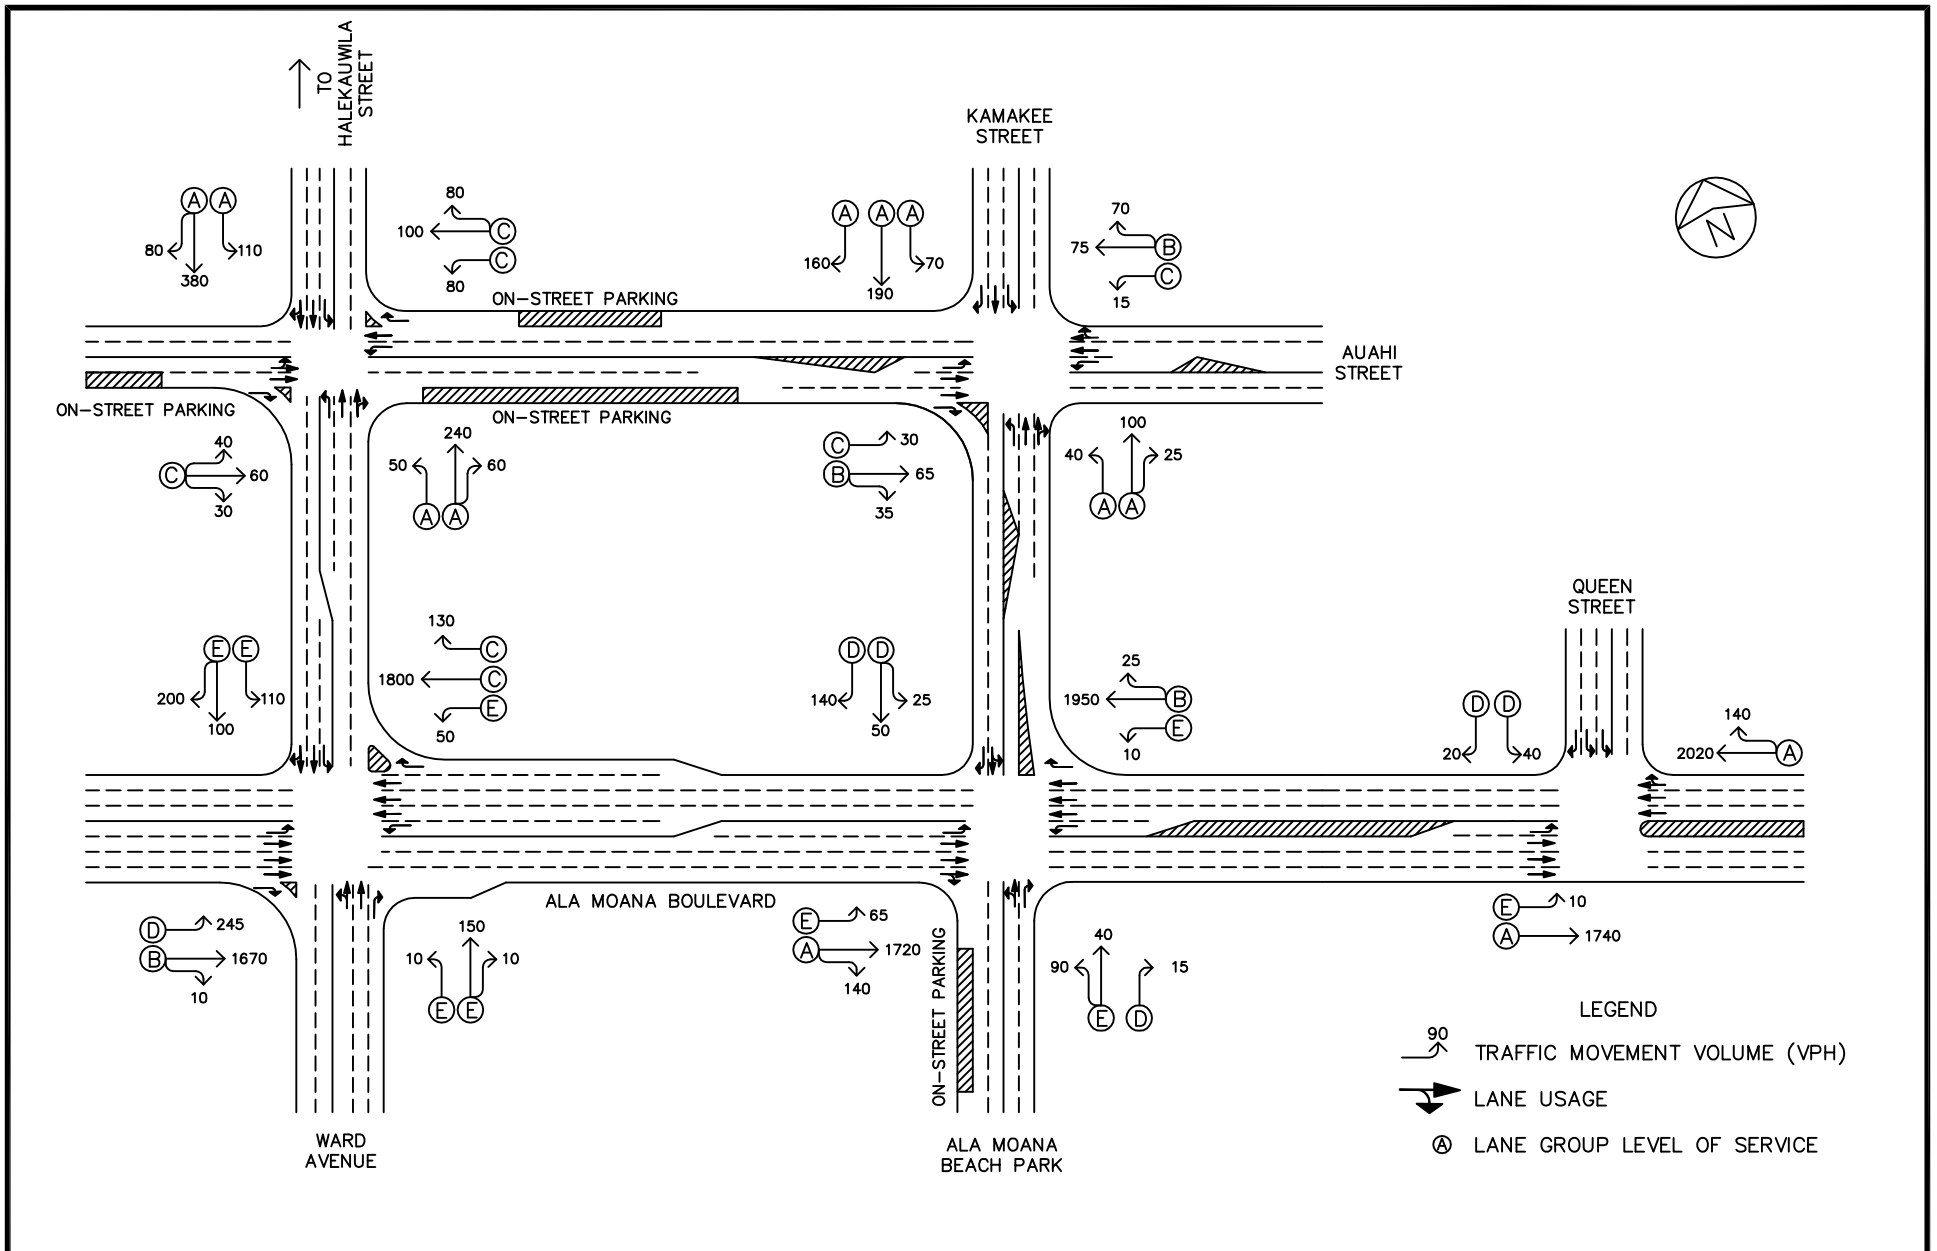 TO
HALEKAUWILA
STREET
KAMAKEE
STREET
A A
80
110
380
80
100
C
C
80
A A A
160
70
190
70
75
B
C
15
N
ON-STREET PARKING
AUAHI
STREET
ON-STREET PARKING
ON-STREET PARKING
40
C
60
30
240
50
60
A A
C
30
B
65
35
100
40
25
A A
QUEEN
STREET
E E
200
110
100
130
C
1800
C
E
50
D D
140
25
50
25
1950
B
E
10
D D
20
40
140
2020
A
ALA MOANA BOULEVARD
D
245
B
1670
10
150
10
10
E E
E
65
A
1720
140
ON-STREET PARKING
40
90
15
E D
E
10
A
1740
WARD
AVENUE
ALA MOANA
BEACH PARK
LEGEND
90
TRAFFIC MOVEMENT VOLUME (VPH)
LANE USAGE
A
LANE GROUP LEVEL OF SERVICE